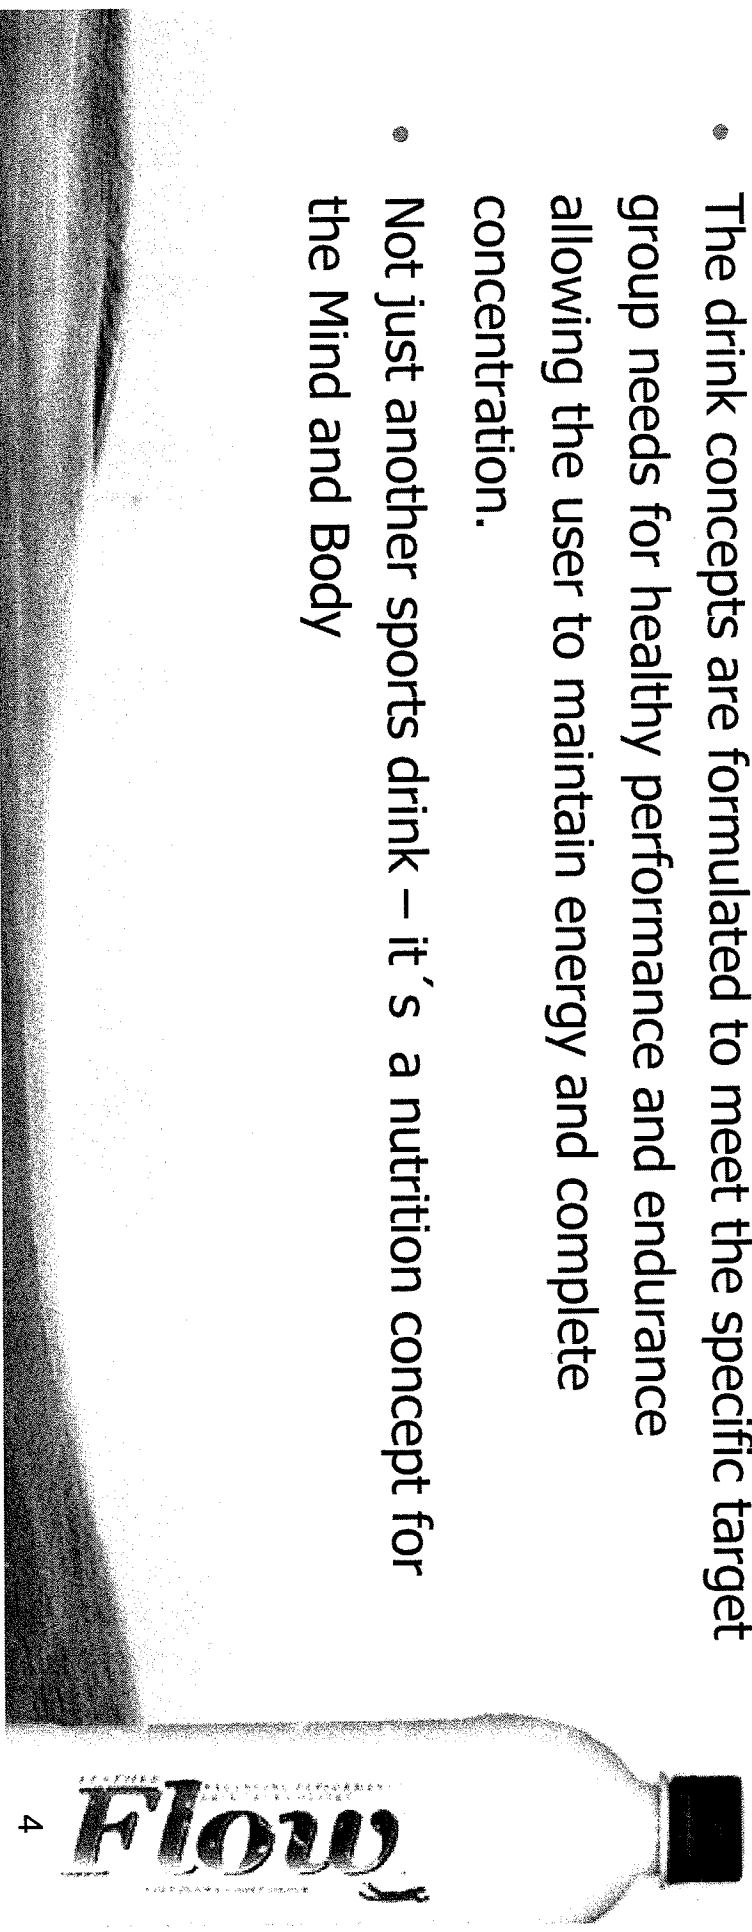 • The drink concepts are formulated to meet the specific target
group needs for healthy performance and endurance
allowing the user to maintain energy and complete
concentration.
• Not just another sports drink – it´s a nutrition concept for
the Mind and Body
Flow
4